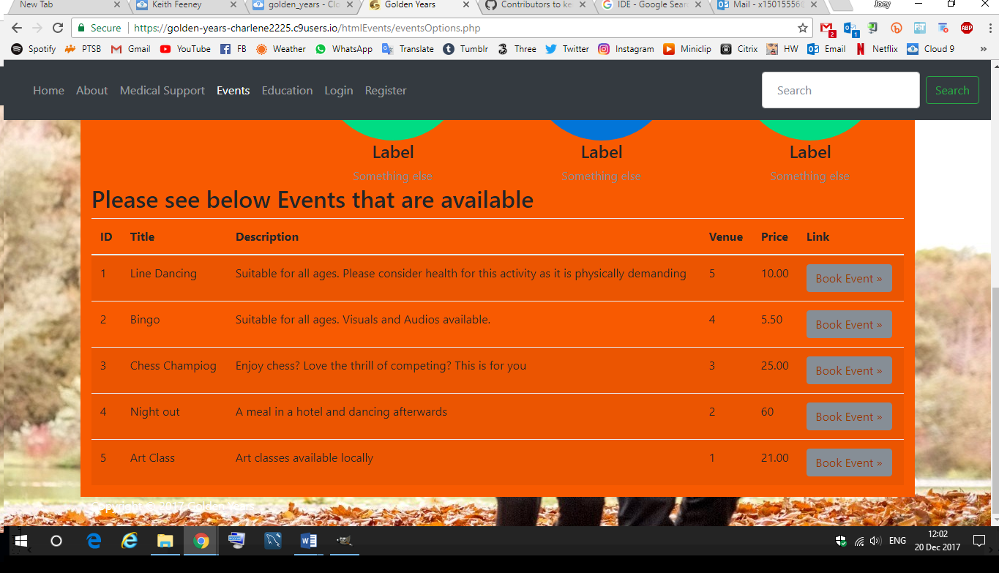 New Tab Keith Feeney golden_years - Clo Golden Years Contributors to ke IDE - Google Sear Mail - x15015556 Joey
Secure https://golden-years-charlene2225.c9users.io/htmlEvents/eventsOptions.php 2 1 ABP
Spotify PTSB Gmail YouTube FB Weather WhatsApp Translate Tumblr Three Twitter Instagram Miniclip Citrix HW Email Netflix Cloud 9 »
Home About Medical Support Events Education Login Register Search Search
Label Label Label
Something else Something else Something else
Please see below Events that are available
ID Title Description Venue Price Link
1 Line Dancing Suitable for all ages. Please consider health for this activity as it is physically demanding 5 10.00 Book Event »
2 Bingo Suitable for all ages. Visuals and Audios available. 4 5.50 Book Event »
3 Chess Champiog Enjoy chess? Love the thrill of competing? This is for you 3 25.00 Book Event »
4 Night out A meal in a hotel and dancing afterwards 2 60 Book Event »
5 Art Class Art classes available locally 1 21.00 Book Event »
Copyright © 2017 Golden Years
ENG 12:02
20 Dec 2017